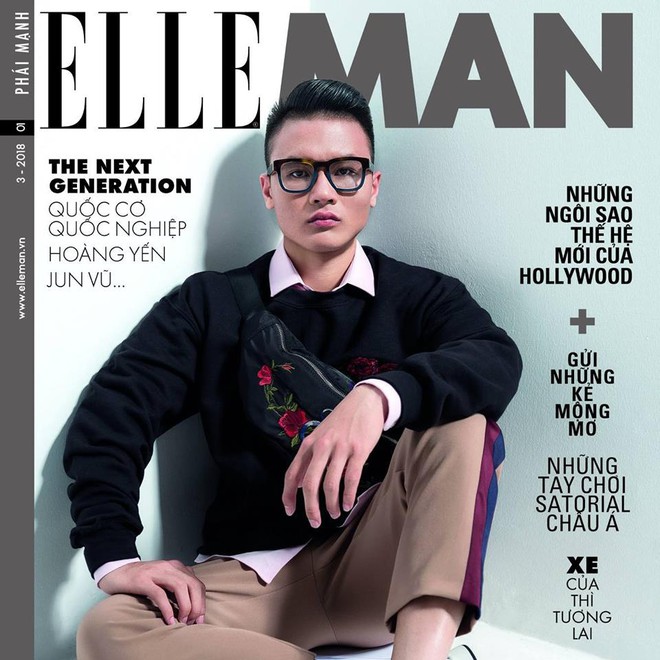 PHÁI MẠNH
ELLE MAN
3 - 2018 01
www.elleman.vn
THE NEXT
GENERATION
QUỐC CƠ
QUỐC NGHIỆP
HOÀNG YẾN
JUN VŨ...
NHỮNG
NGÔI SAO
THẾ HỆ
MỚI CỦA
HOLLYWOOD
+
GỬI
NHỮNG
KẺ
MỘNG
MƠ
NHỮNG
TAY CHƠI
SATORIAL
CHÂU Á
XE
CỦA
THÌ
TƯƠNG
LAI